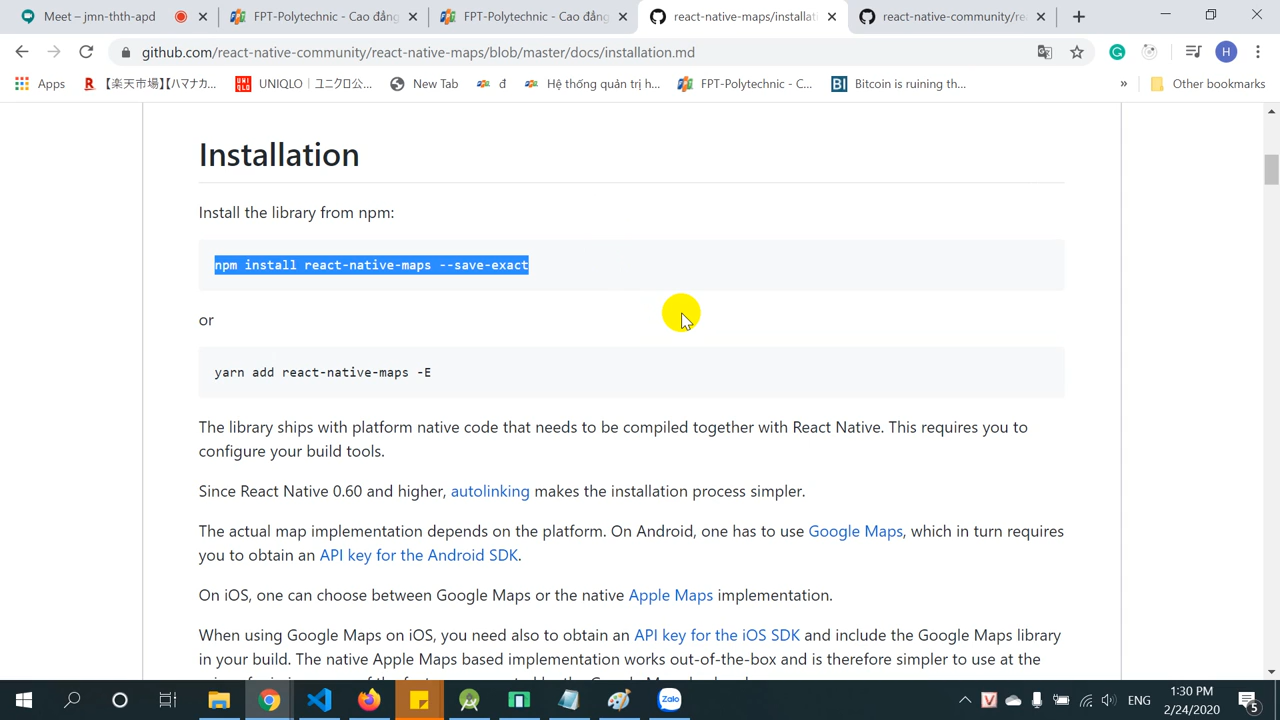 Meet – jmn-thth-apd
FPT-Polytechnic - Cao đẳng
FPT-Polytechnic - Cao đẳng
react-native-maps/installati
react-native-community/re
github.com/react-native-community/react-native-maps/blob/master/docs/installation.md
H
Apps
【楽天市場】【ハマナカ...
UNIQLO | ユニクロ公...
New Tab
đ
Hệ thống quản trị h...
FPT-Polytechnic - C...
BI
Bitcoin is ruining th...
»
Other bookmarks
Installation
Install the library from npm:
npm install react-native-maps --save-exact
or
yarn add react-native-maps -E
The library ships with platform native code that needs to be compiled together with React Native. This requires you to
configure your build tools.
Since React Native 0.60 and higher, autolinking makes the installation process simpler.
The actual map implementation depends on the platform. On Android, one has to use Google Maps, which in turn requires
you to obtain an API key for the Android SDK.
On iOS, one can choose between Google Maps or the native Apple Maps implementation.
When using Google Maps on iOS, you need also to obtain an API key for the iOS SDK and include the Google Maps library
in your build. The native Apple Maps based implementation works out-of-the-box and is therefore simpler to use at the
Zalo
ENG
1:30 PM
2/24/2020
5